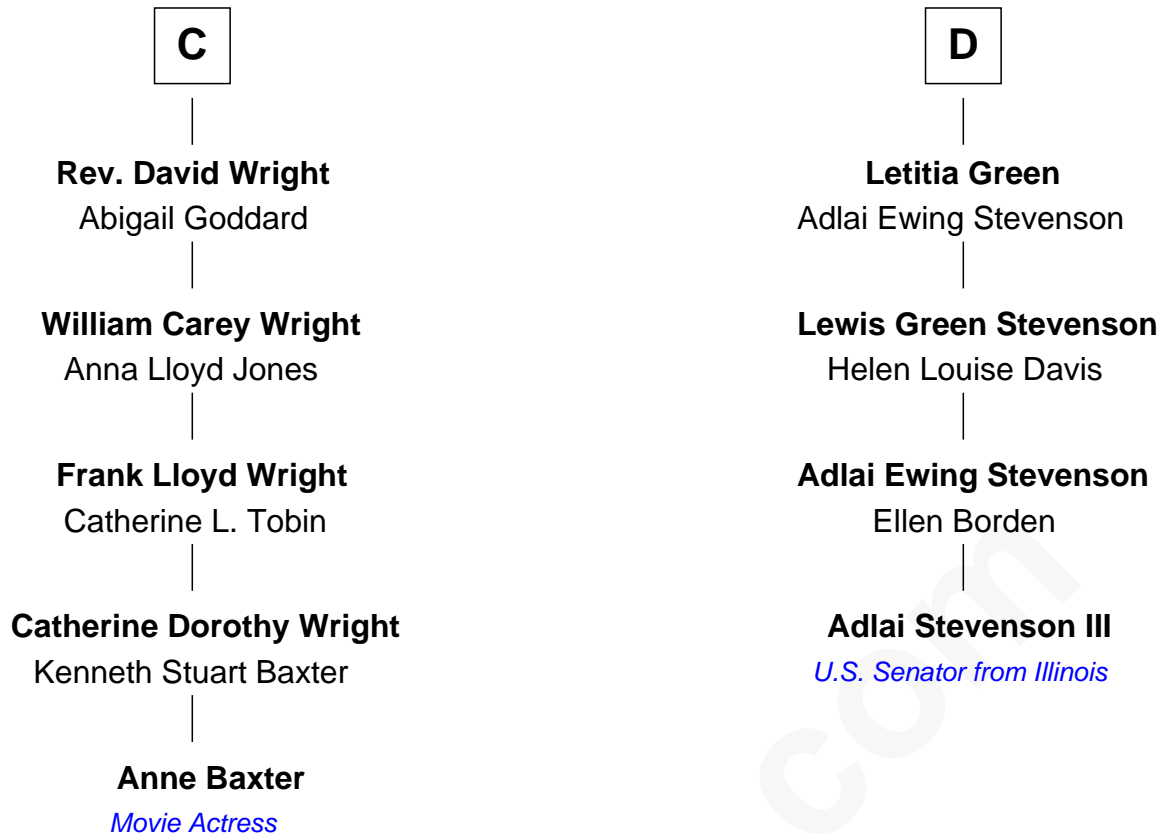 C
Rev. David Wright
Abigail Goddard
William Carey Wright
Anna Lloyd Jones
Frank Lloyd Wright
Catherine L. Tobin
Catherine Dorothy Wright
Kenneth Stuart Baxter
Anne Baxter
Movie Actress
D
Letitia Green
Adlai Ewing Stevenson
Lewis Green Stevenson
Helen Louise Davis
Adlai Ewing Stevenson
Ellen Borden
Adlai Stevenson III
U.S. Senator from Illinois
com